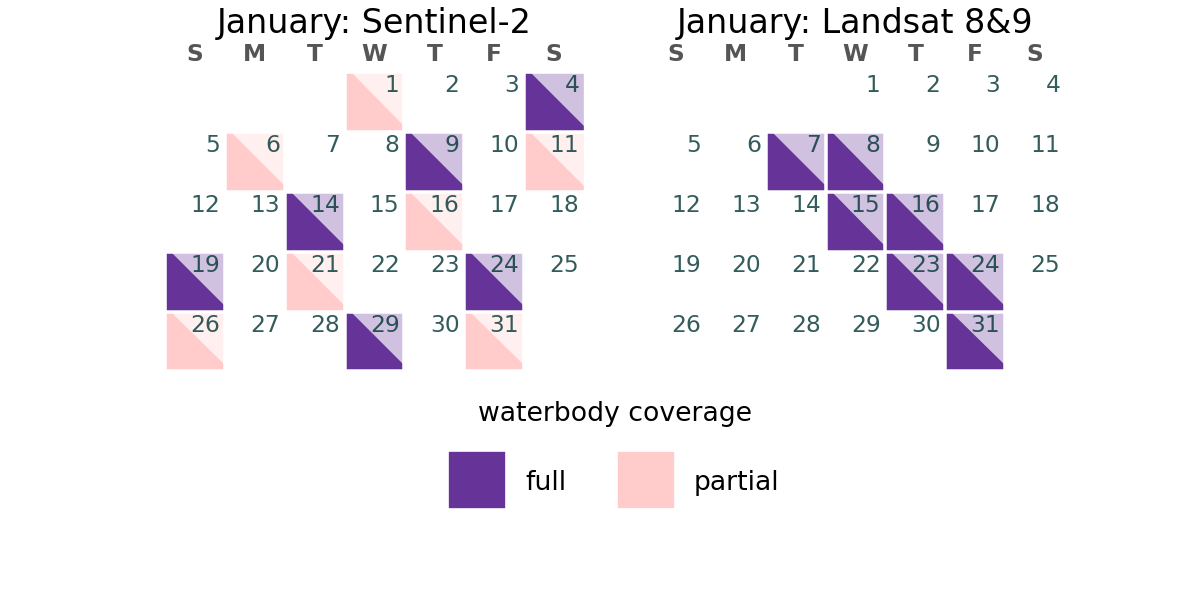 January: Sentinel-2
S M T W T F S
1 2 3 4
5 6 7 8 9 10 11
12 13 14 15 16 17 18
19 20 21 22 23 24 25
26 27 28 29 30 31
January: Landsat 8&9
S M T W T F S
1 2 3 4
5 6 7 8 9 10 11
12 13 14 15 16 17 18
19 20 21 22 23 24 25
26 27 28 29 30 31
waterbody coverage
full
partial